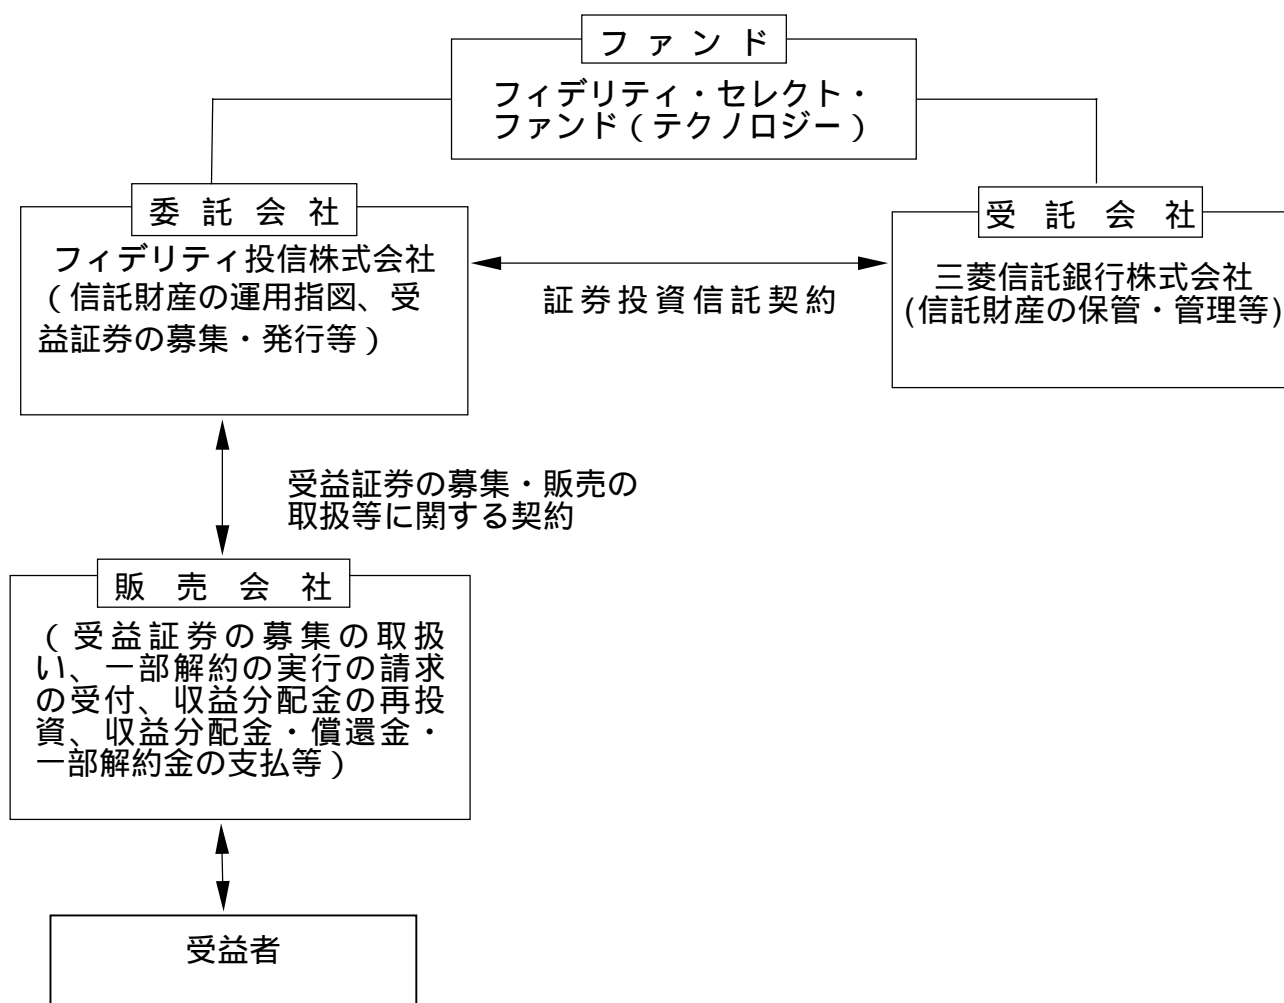 ファンド
フィデリティ・セレクト・
ファンド（テクノロジー）
委託会社
フィデリティ投信株式会社
（信託財産の運用指図、受
益証券の募集・発行等）
証券投資信託契約
受託会社
三菱信託銀行株式会社
(信託財産の保管・管理等)
受益証券の募集・販売の
取扱等に関する契約
販売会社
（受益証券の募集の取扱
い、一部解約の実行の請求
の受付、収益分配金の再投
資、収益分配金・償還金・
一部解約金の支払等）
受益者